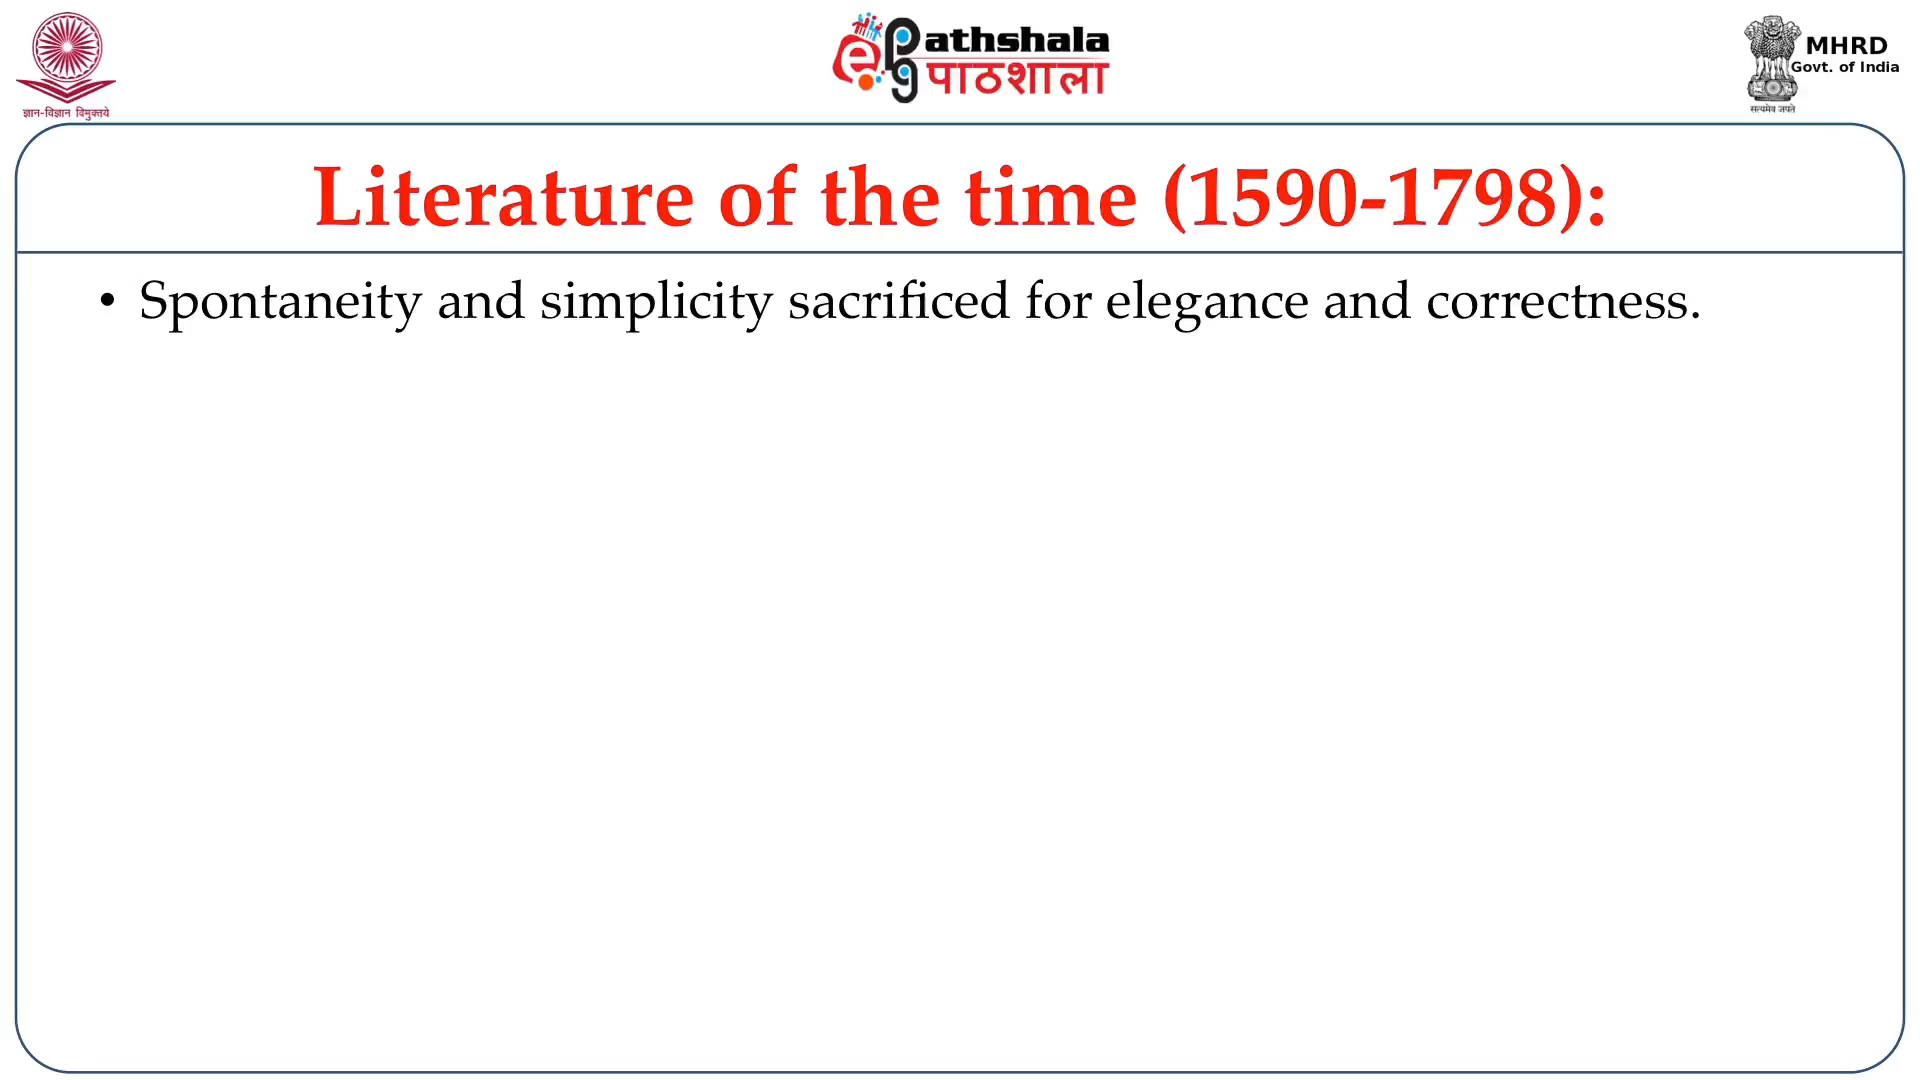 ज्ञान-विज्ञान विमुक्तये
ePathshala
पाठशाला
MHRD
Govt. of India
सत्यमेव जयते
Literature of the time (1590-1798):
• Spontaneity and simplicity sacrificed for elegance and correctness.